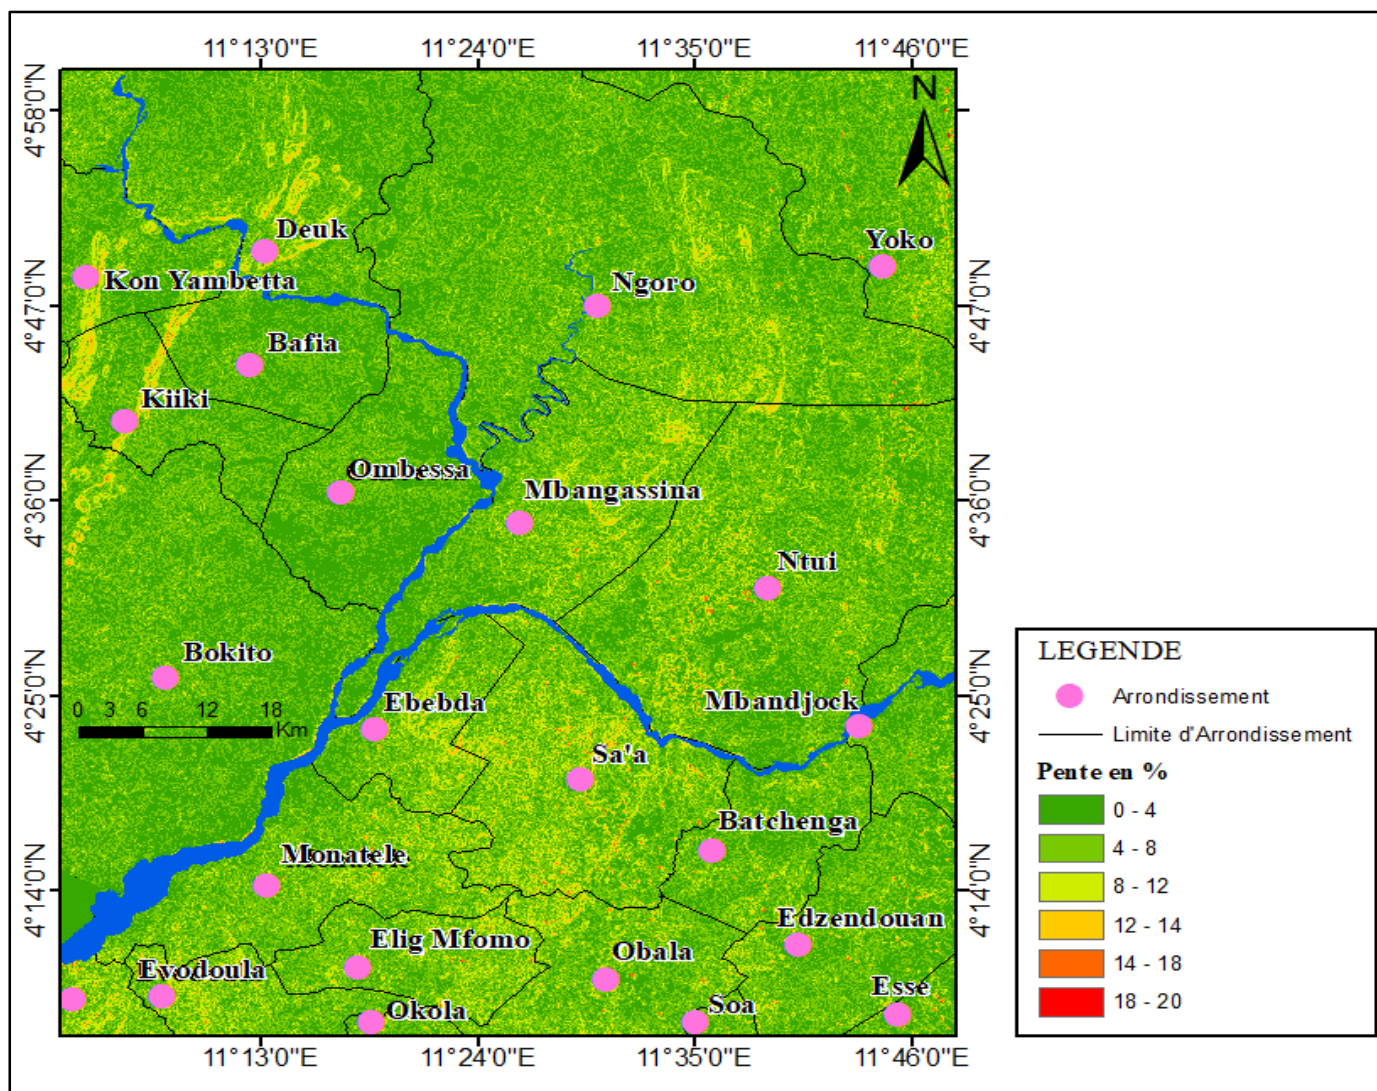 11°13'0"E 11°24'0"E 11°35'0"E 11°46'0"E
N
4°58'0"N 4°58'0"N
Deuk
Yoko
Kon Yambetta
Ngoro
4°47'0"N 4°47'0"N
Bafia
Kiiki
Ombessa
Mbangassina
4°36'0"N 4°36'0"N
Ntui
Bokito
Ebebda
Mbandjock
4°25'0"N 4°25'0"N
0 3 6 12 18
Km
Sa'a
Batchenga
Monatele
4°14'0"N 4°14'0"N
Edzendouan
Elig Mfomo
Obala
Evodoula
Okola
Soa
Esse
11°13'0"E 11°24'0"E 11°35'0"E 11°46'0"E
LEGENDE
Arrondissement
Limite d'Arrondissement
Pente en %
0 - 4
4 - 8
8 - 12
12 - 14
14 - 18
18 - 20